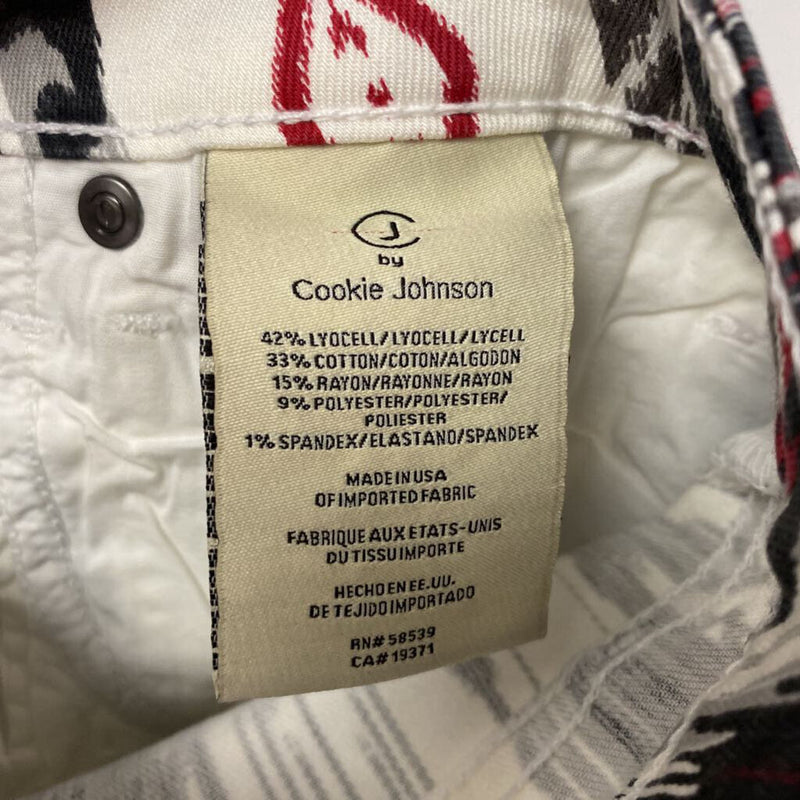 CJ
by
Cookie Johnson
42% LYOCELL/LYOCELL/LYCELL
33% COTTON/COTON/ALGODON
15% RAYON/RAYONNE/RAYON
9% POLYESTER/POLYESTER/
POLIESTER
1% SPANDEX/ELASTANO/SPANDEX
MADE IN USA
OF IMPORTED FABRIC
FABRIQUE AUX ETATS-UNIS
DU TISSU IMPORTE
HECHO EN EE.UU.
DE TEJIDO IMPORTADO
RN# 58539
CA# 19371